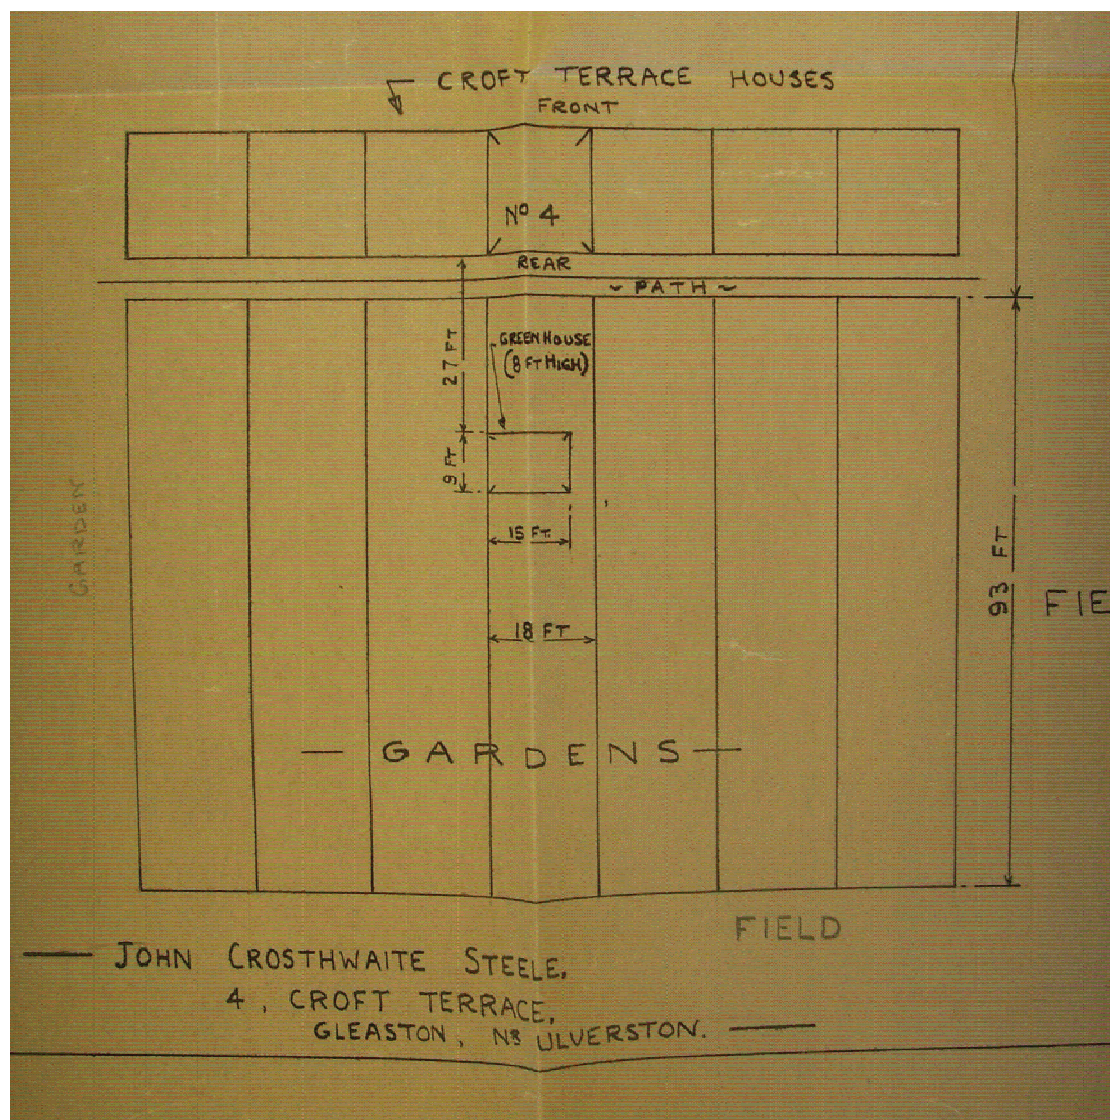 CROFT TERRACE HOUSES
FRONT
Nº 4
REAR
~ PATH ~
GREEN HOUSE
(8 FT HIGH)
27 FT
9 FT
15 FT.
18 FT
93 FT
GARDEN
FIE
— GARDENS —
FIELD
— JOHN CROSTHWAITE STEELE,
4, CROFT TERRACE,
GLEASTON, NR ULVERSTON. —